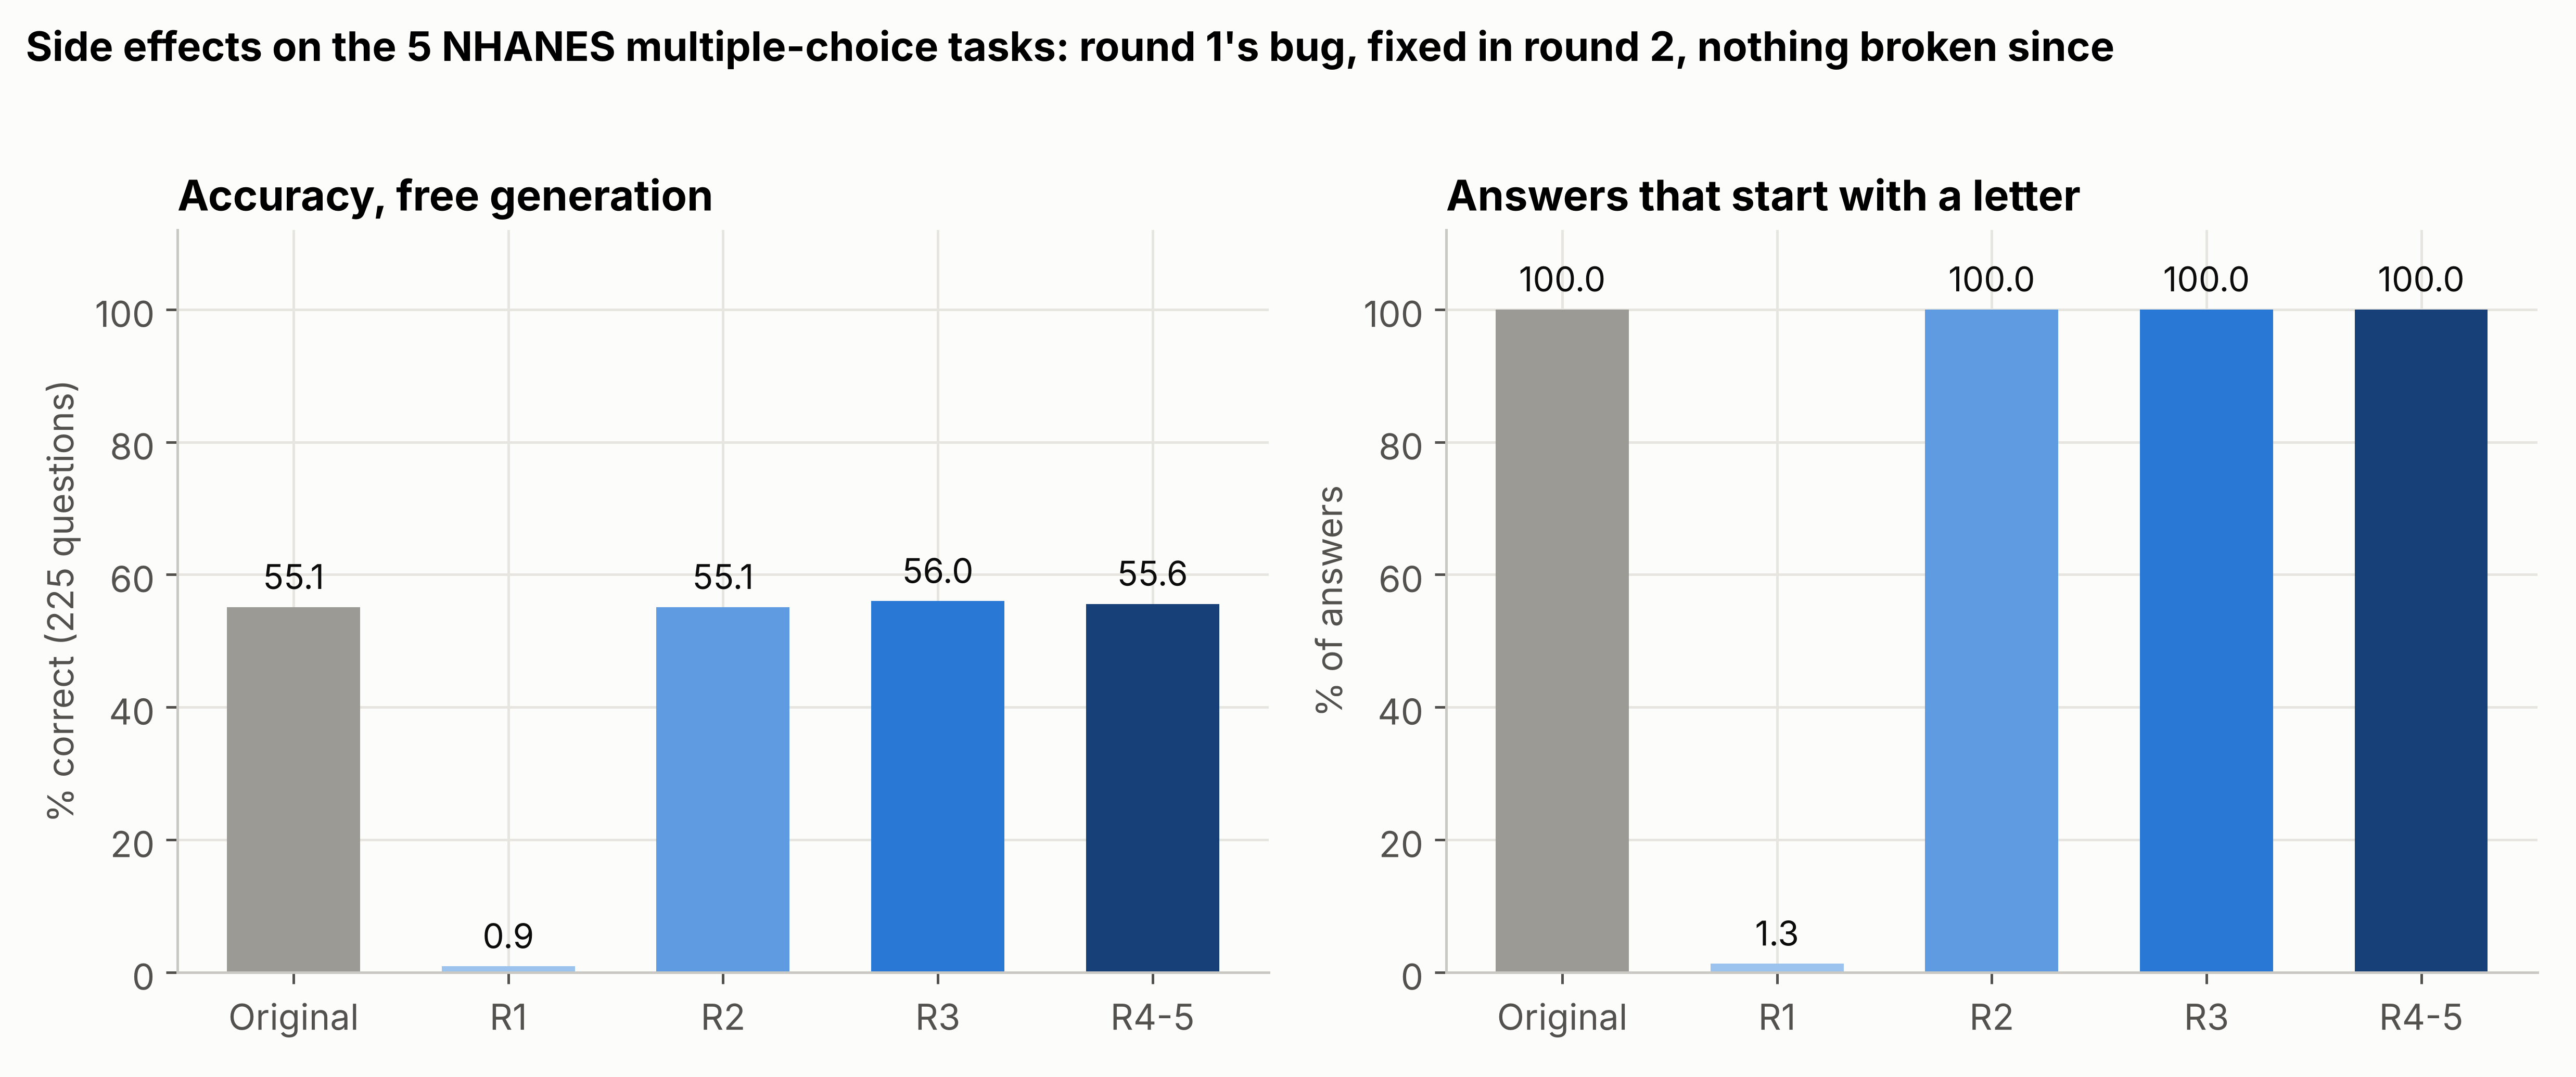 Side effects on the 5 NHANES multiple-choice tasks: round 1's bug, fixed in round 2, nothing broken since
Accuracy, free generation
% correct (225 questions)
100
80
60
40
20
0
55.1
0.9
55.1
56.0
55.6
Original
R1
R2
R3
R4-5
Answers that start with a letter
% of answers
100
80
60
40
20
0
100.0
1.3
100.0
100.0
100.0
Original
R1
R2
R3
R4-5